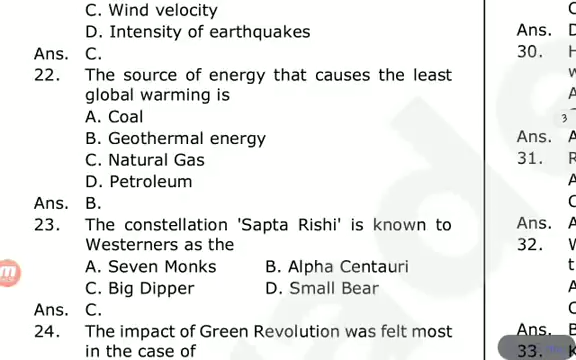 C. Wind velocity
D. Intensity of earthquakes
Ans. C.
22. The source of energy that causes the least
global warming is
A. Coal
B. Geothermal energy
C. Natural Gas
D. Petroleum
Ans. B.
23. The constellation 'Sapta Rishi' is known to
Westerners as the
A. Seven Monks B. Alpha Centauri
C. Big Dipper D. Small Bear
Ans. C.
24. The impact of Green Revolution was felt most
in the case of
Ans.
30.
Ans.
31.
Ans.
32.
Ans.
33.